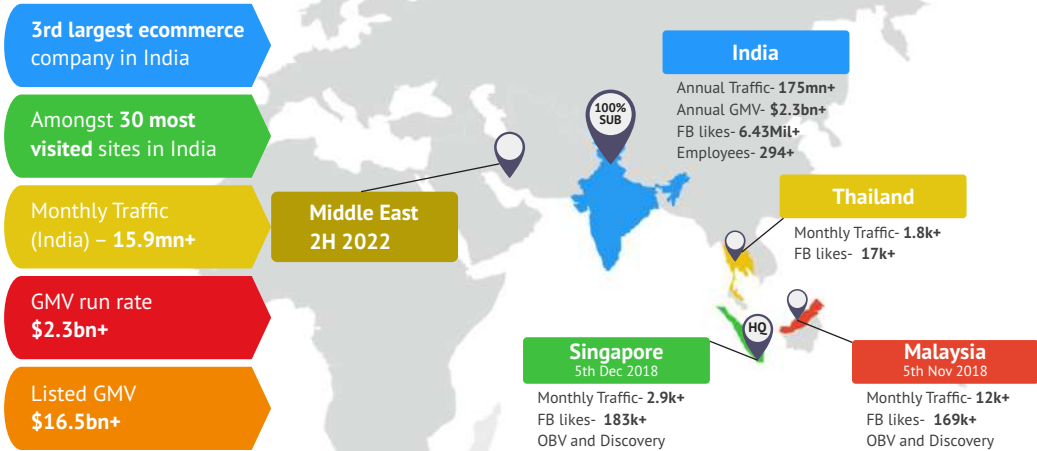 3rd largest ecommerce
company in India
Amongst 30 most
visited sites in India
Monthly Traffic
(India) – 15.9mn+
GMV run rate
$2.3bn+
Listed GMV
$16.5bn+
Middle East
2H 2022
100%
SUB
India
Annual Traffic- 175mn+
Annual GMV- $2.3bn+
FB likes- 6.43Mil+
Employees- 294+
Thailand
Monthly Traffic- 1.8k+
FB likes- 17k+
HQ
Singapore
5th Dec 2018
Monthly Traffic- 2.9k+
FB likes- 183k+
OBV and Discovery
Malaysia
5th Nov 2018
Monthly Traffic- 12k+
FB likes- 169k+
OBV and Discovery